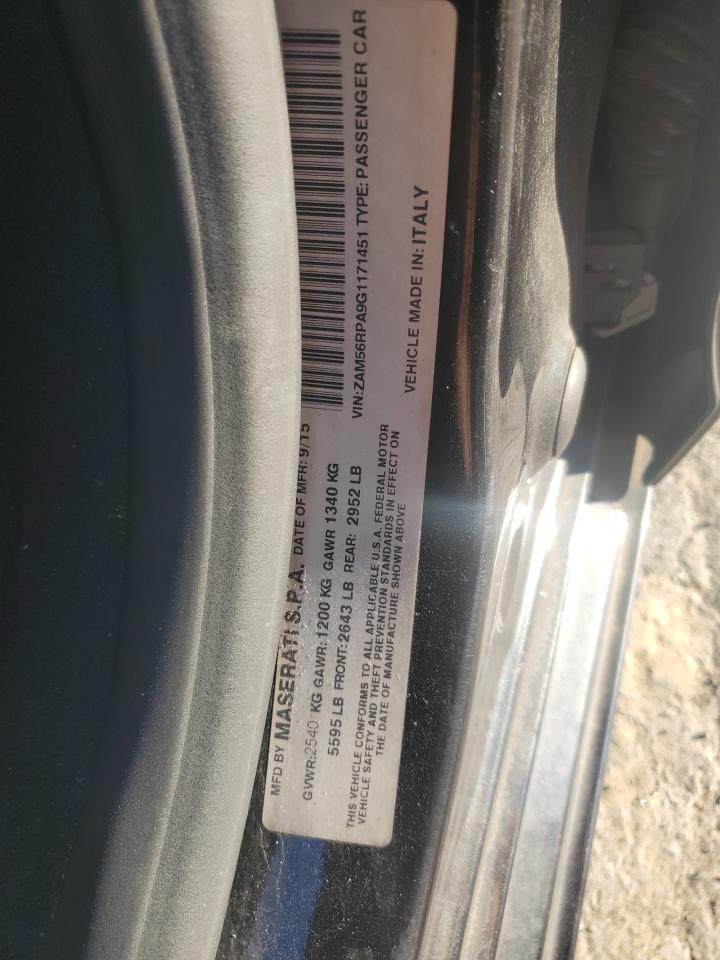 MFD BY MASERATI S.P.A. DATE OF MFR: 9/15
GVWR:2540 KG GAWR: 1200 KG GAWR 1340 KG
5595 LB FRONT: 2643 LB REAR: 2952 LB
VIN:ZAM56RPA9G1171451 TYPE: PASSENGER CAR
THIS VEHICLE CONFORMS TO ALL APPLICABLE U.S.A. FEDERAL MOTOR
VEHICLE SAFETY AND THEFT PREVENTION STANDARDS IN EFFECT ON
THE DATE OF MANUFACTURE SHOWN ABOVE
VEHICLE MADE IN: ITALY